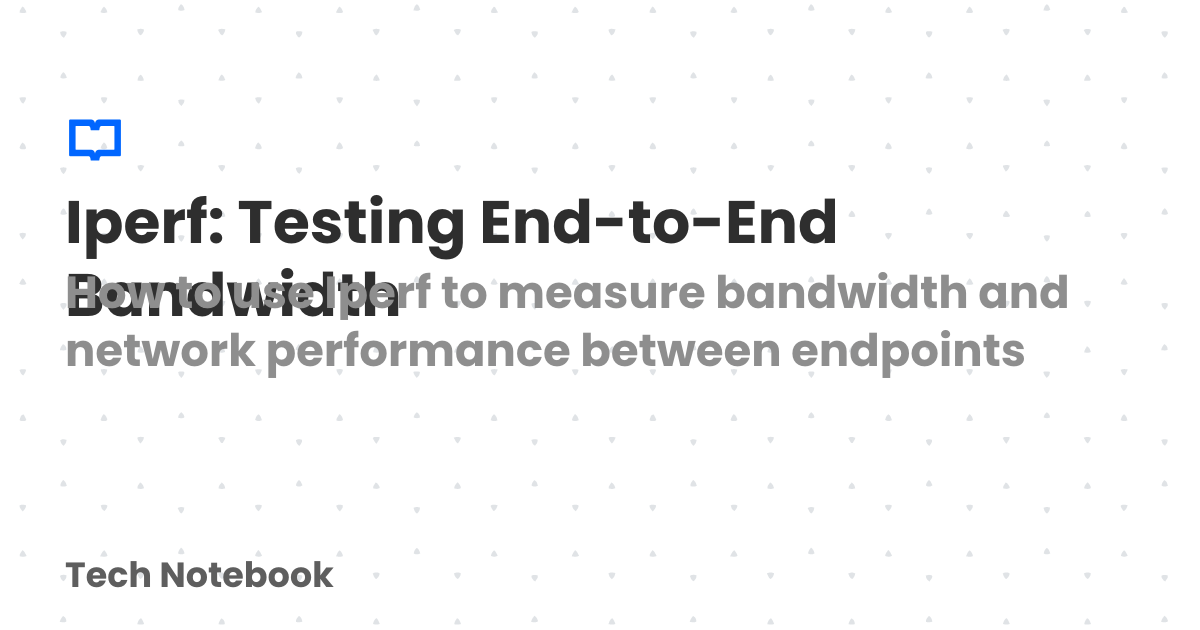 Iperf: Testing End-to-End
Bandwidth
How to use Iperf to measure bandwidth and
network performance between endpoints
Tech Notebook